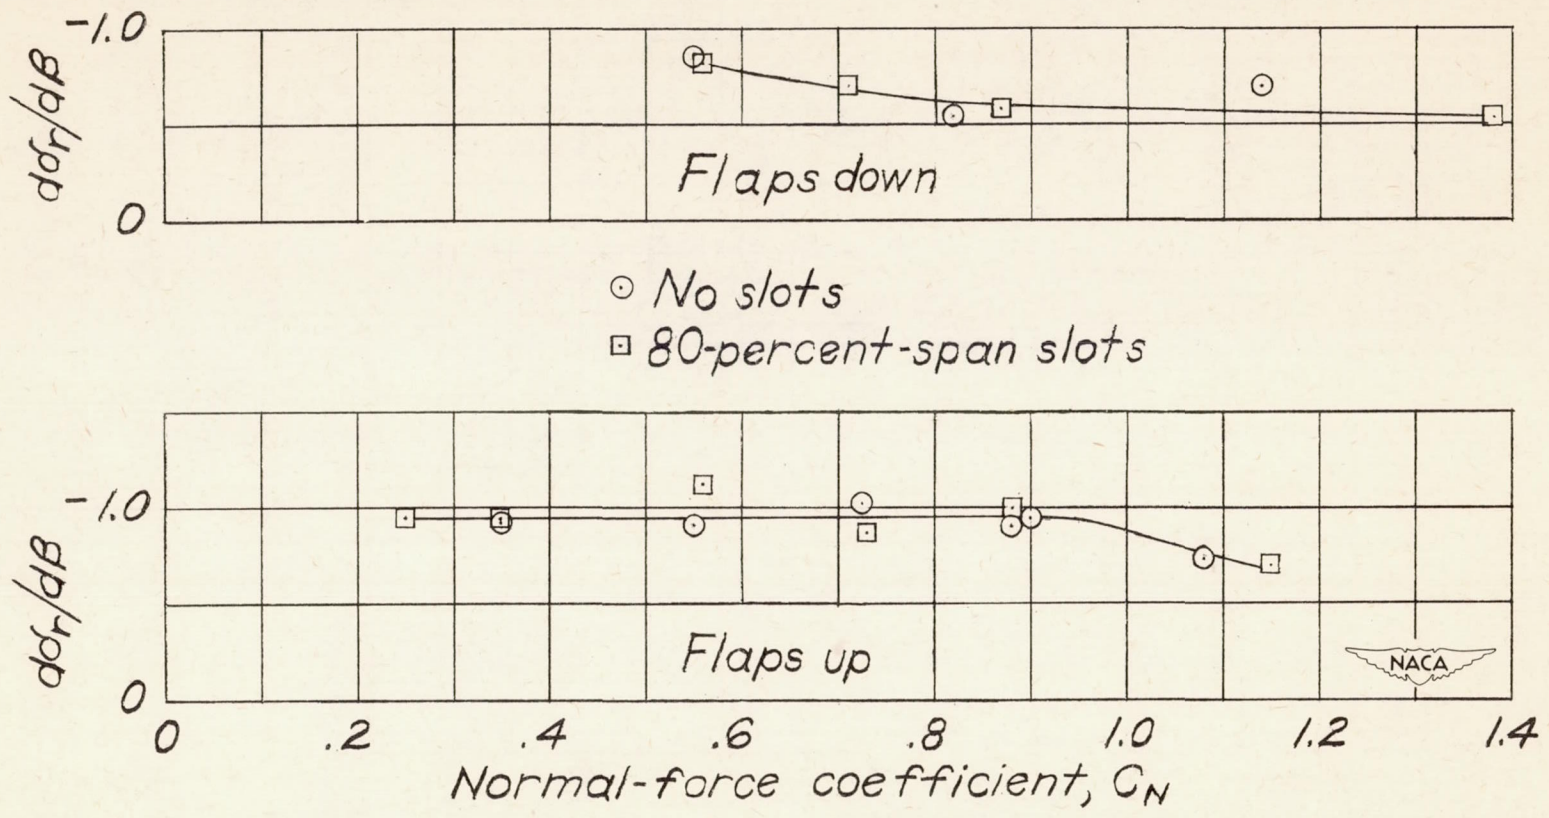 -1.0
dδr/dβ
0
Flaps down
No slots
80-percent-span slots
-1.0
dδr/dβ
0
Flaps up
NACA
0 .2 .4 .6 .8 1.0 1.2 1.4
Normal-force coefficient, CN